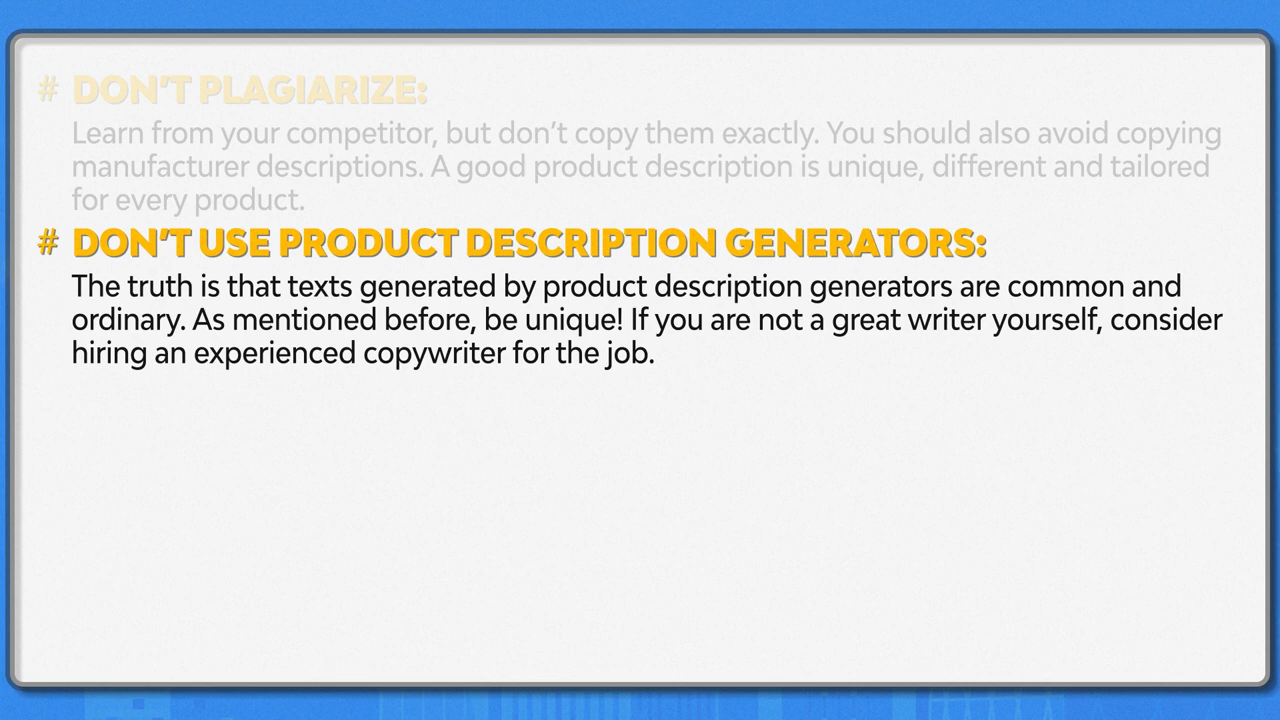 # DON'T PLAGIARIZE:
Learn from your competitor, but don't copy them exactly. You should also avoid copying
manufacturer descriptions. A good product description is unique, different and tailored
for every product.
# DON'T USE PRODUCT DESCRIPTION GENERATORS:
The truth is that texts generated by product description generators are common and
ordinary. As mentioned before, be unique! If you are not a great writer yourself, consider
hiring an experienced copywriter for the job.